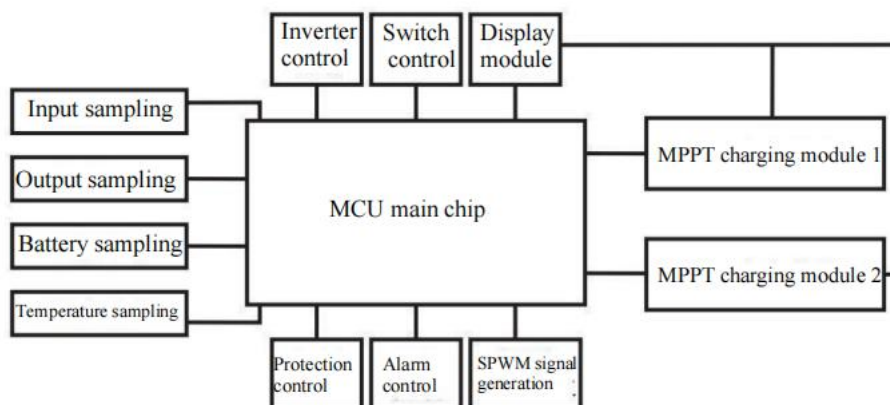 Inverter
control
Switch
control
Display
module
Input sampling
Output sampling
Battery sampling
Temperature sampling
MCU main chip
MPPT charging module 1
MPPT charging module 2
Protection
control
Alarm
control
SPWM signal
generation